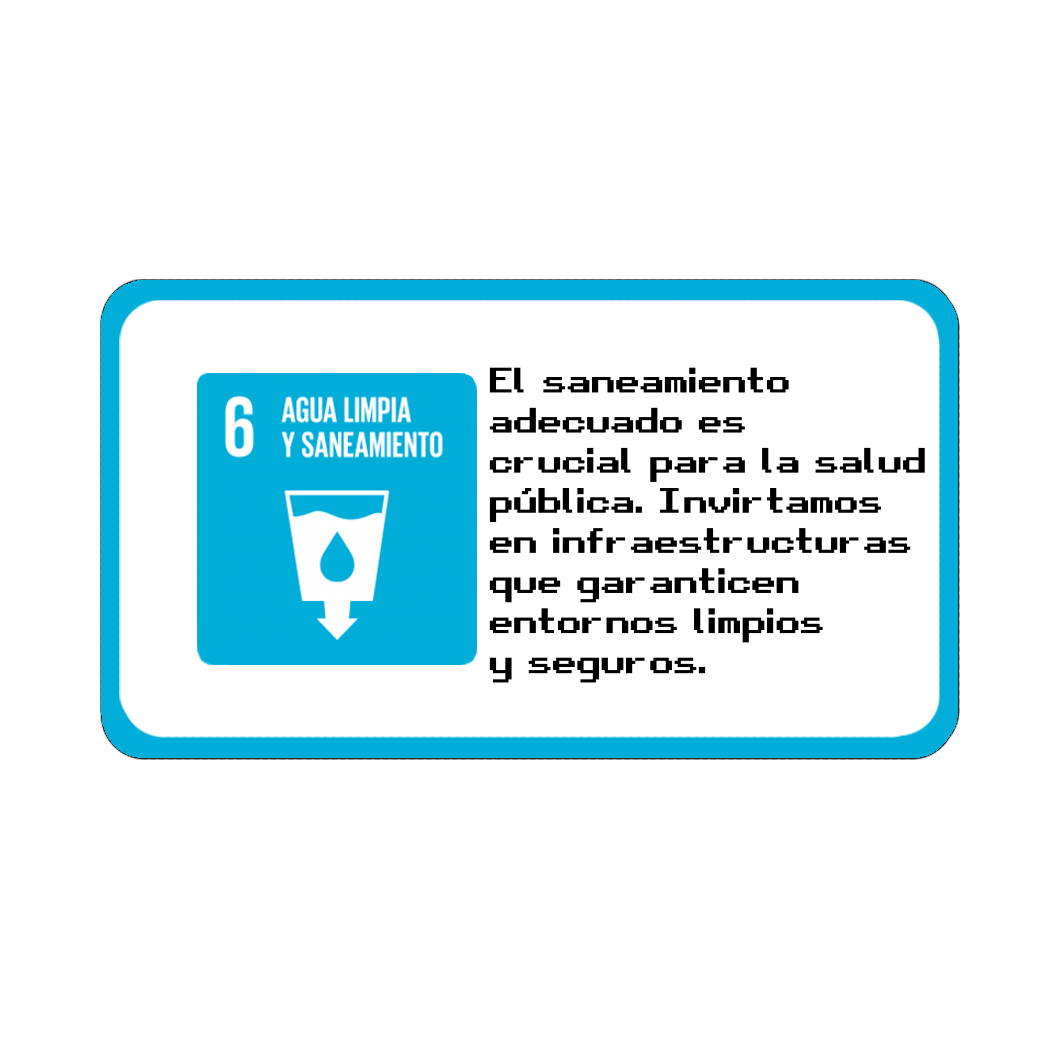 6
AGUA LIMPIA
Y SANEAMIENTO
El saneamiento
adecuado es
crucial para la salud
pública. Invirtamos
en infraestructuras
que garanticen
entornos limpios
y seguros.